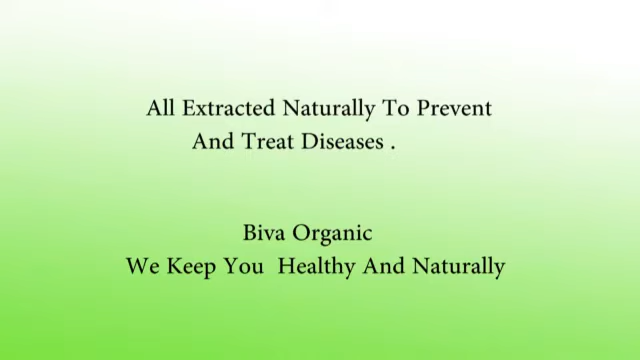 All Extracted Naturally To Prevent
And Treat Diseases .
Biva Organic
We Keep You  Healthy And Naturally